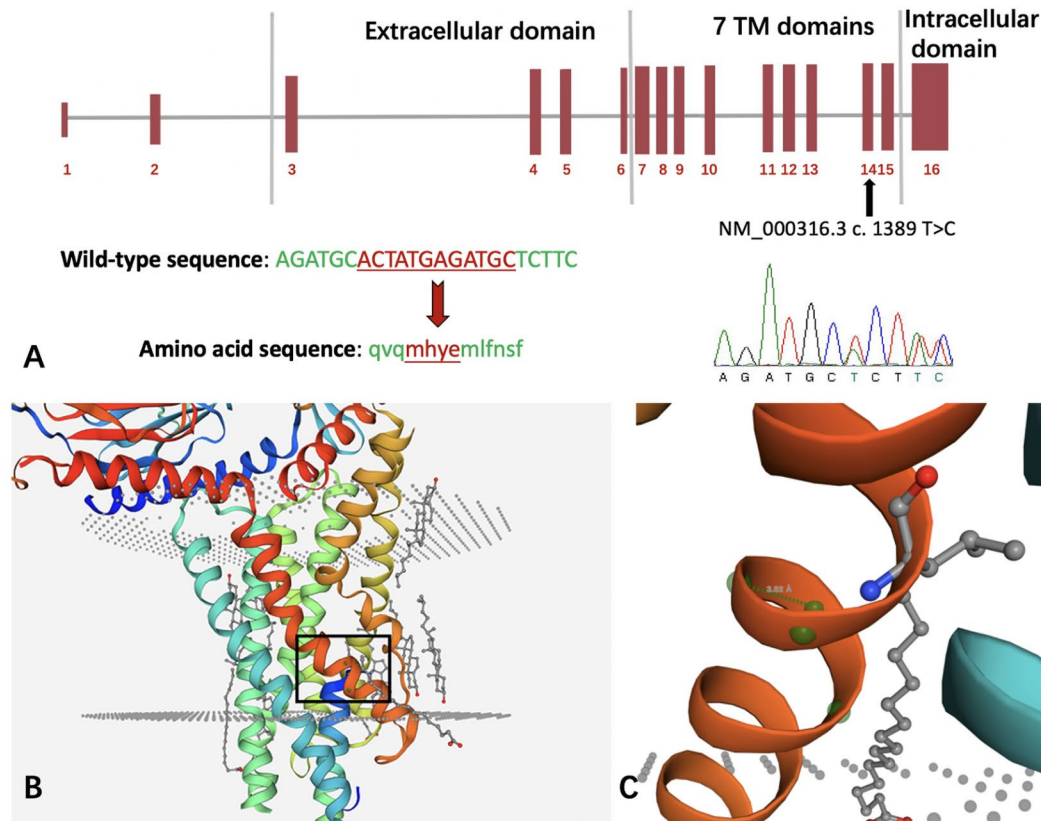 Extracellular domain
7 TM domains
Intracellular
domain
1 2 3 4 5 6 7 8 9 10 11 12 13 14 15 16
NM_000316.3 c. 1389 T>C
Wild-type sequence: AGATGCACTATGAGATGCTCTTC
Amino acid sequence: qvqmhyemlfnsf
A G A T G C T C T T C
A
B
C